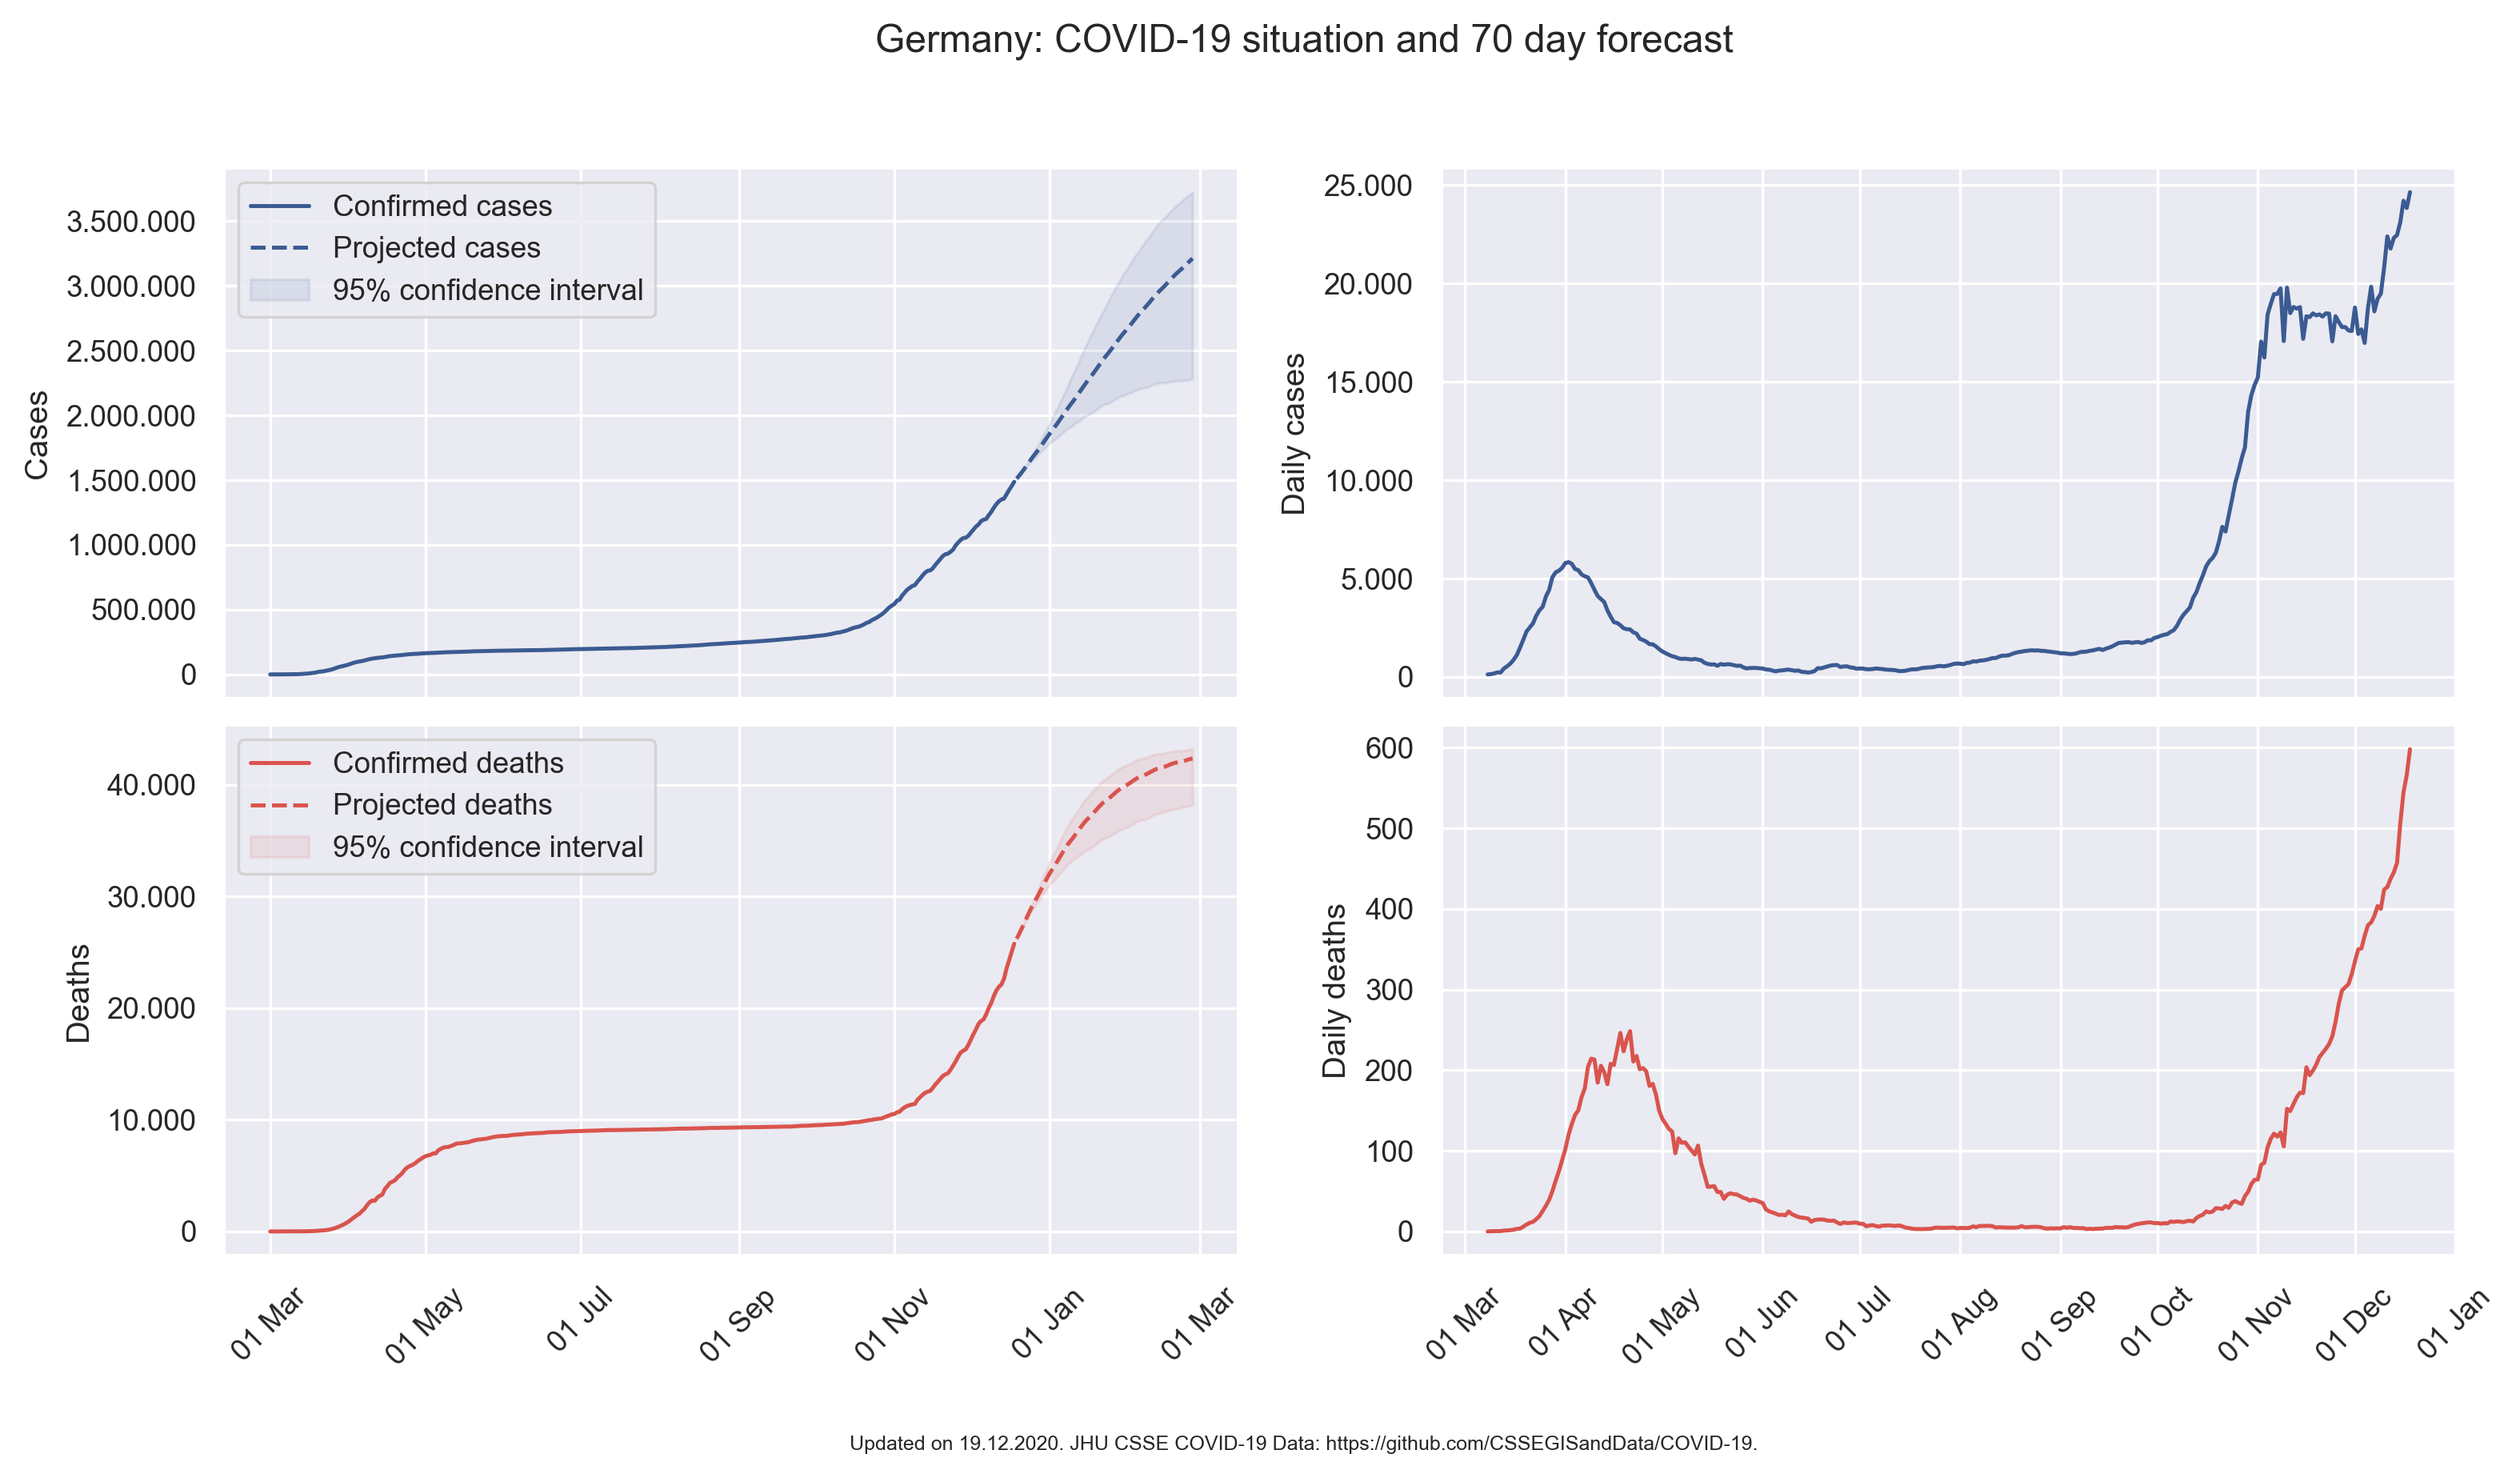 Germany: COVID-19 situation and 70 day forecast
Confirmed cases
Projected cases
95% confidence interval
3.500.000
3.000.000
2.500.000
2.000.000
1.500.000
1.000.000
500.000
0
Cases
25.000
20.000
15.000
10.000
5.000
0
Daily cases
Confirmed deaths
Projected deaths
95% confidence interval
40.000
30.000
20.000
10.000
0
Deaths
01 Mar
01 May
01 Jul
01 Sep
01 Nov
01 Jan
01 Mar
600
500
400
300
200
100
0
Daily deaths
01 Mar
01 Apr
01 May
01 Jun
01 Jul
01 Aug
01 Sep
01 Oct
01 Nov
01 Dec
01 Jan
Updated on 19.12.2020. JHU CSSE COVID-19 Data: https://github.com/CSSEGISandData/COVID-19.